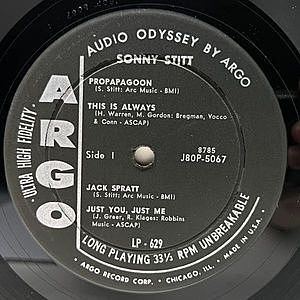 AUDIO ODYSSEY BY ARGO
SONNY STITT
PROPAPAGOON
(S. Stitt: Arc Music - BMI)
THIS IS ALWAYS
(H. Warren, M. Gordon: Bregman, Vocco
& Conn - ASCAP)
8785
Side 1
J8OP-5067
JACK SPRATT
(S. Stitt: Arc Music - BMI)
JUST YOU, JUST ME
(J. Greer, R. Klages: Robbins
Music - ASCAP)
LP - 629
LONG PLAYING 33⅓ RPM UNBREAKABLE
ARGO RECORD CORP. • CHICAGO, ILL. • Made in U.S.A.
ULTRA HIGH FIDELITY
ARGO